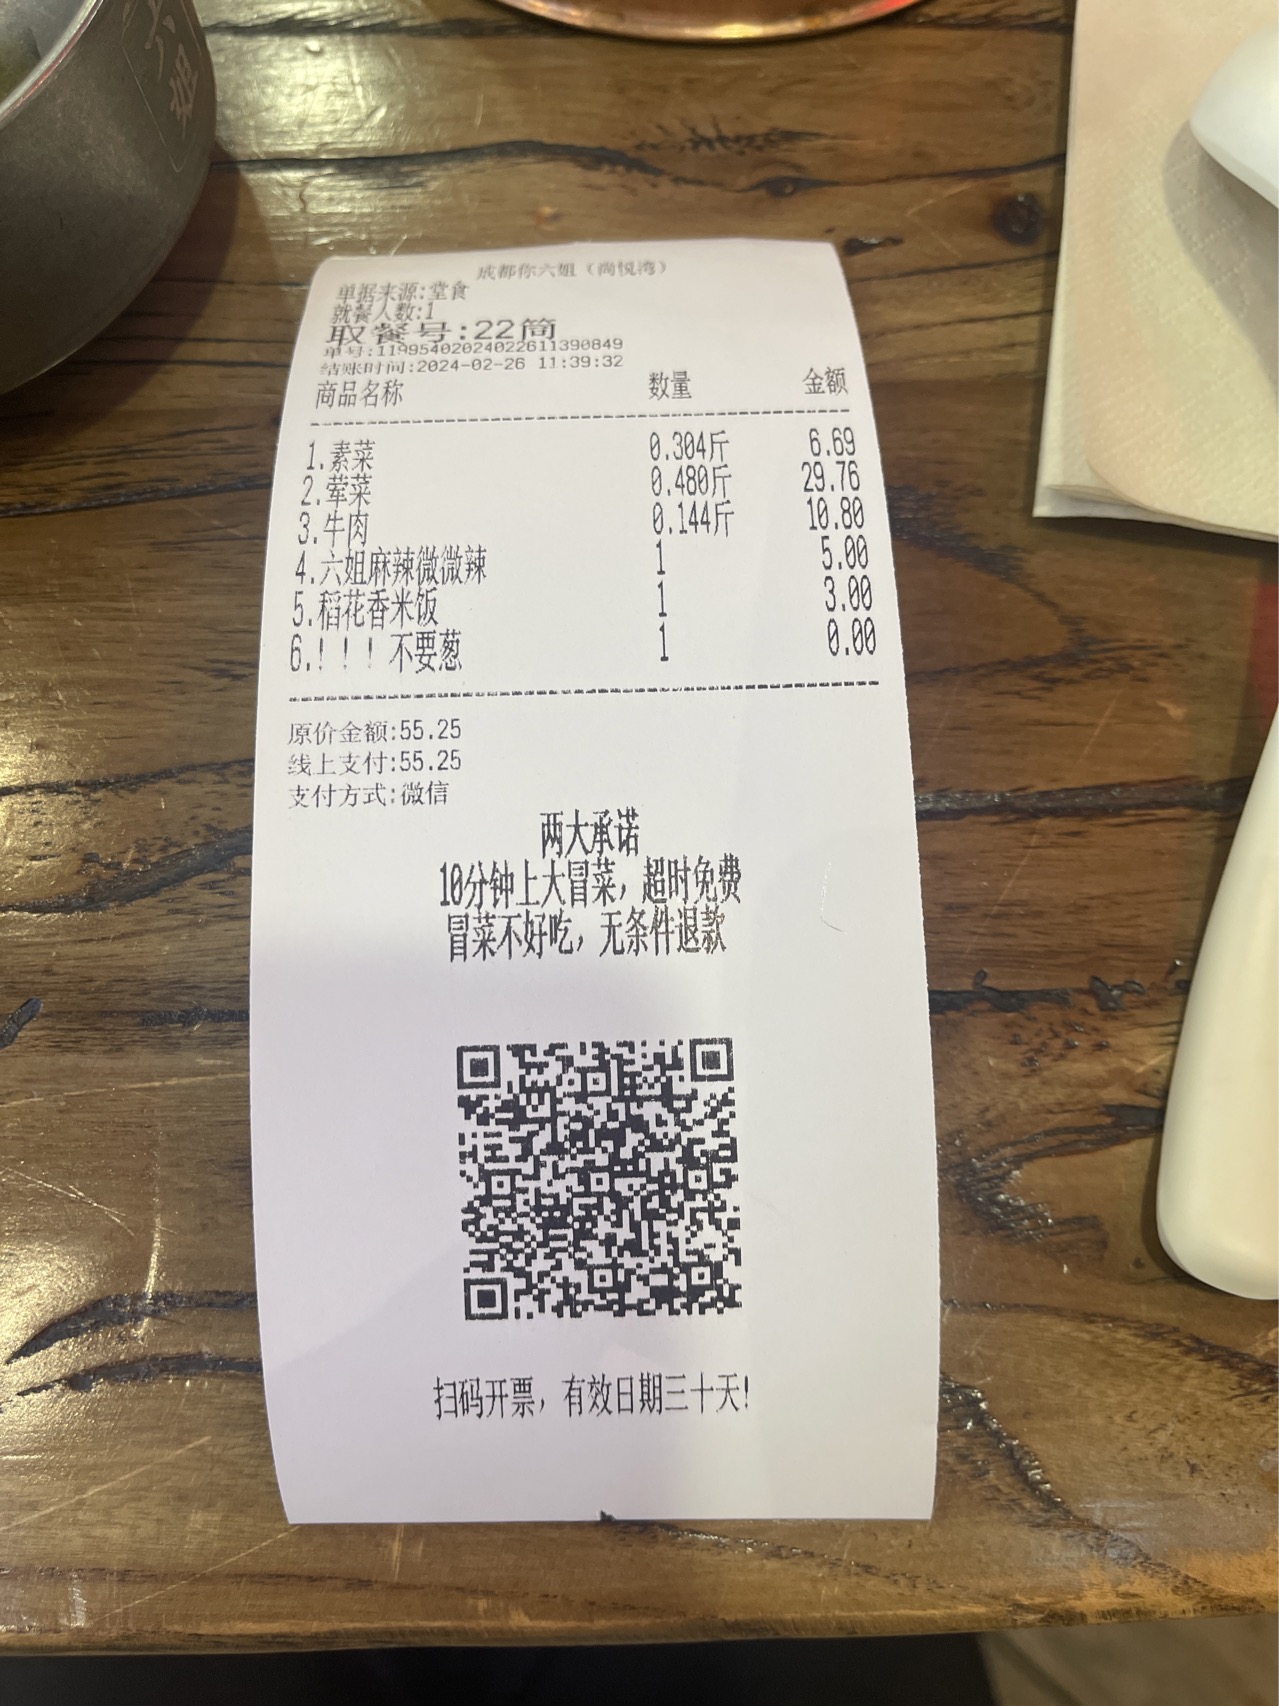 六姐
成都你六姐（尚悦湾）
单据来源:堂食
就餐人数:1
取餐号:22筒
单号:11995402024022611390849
结账时间:2024-02-26 11:39:32
商品名称 数量 金额
1.素菜 0.304斤 6.69
2.荤菜 0.480斤 29.76
3.牛肉 0.144斤 10.80
4.六姐麻辣微微辣 1 5.00
5.稻花香米饭 1 3.00
6.！！！不要葱 1 0.00
原价金额:55.25
线上支付:55.25
支付方式:微信
两大承诺
10分钟上大冒菜，超时免费
冒菜不好吃，无条件退款
扫码开票，有效日期三十天!